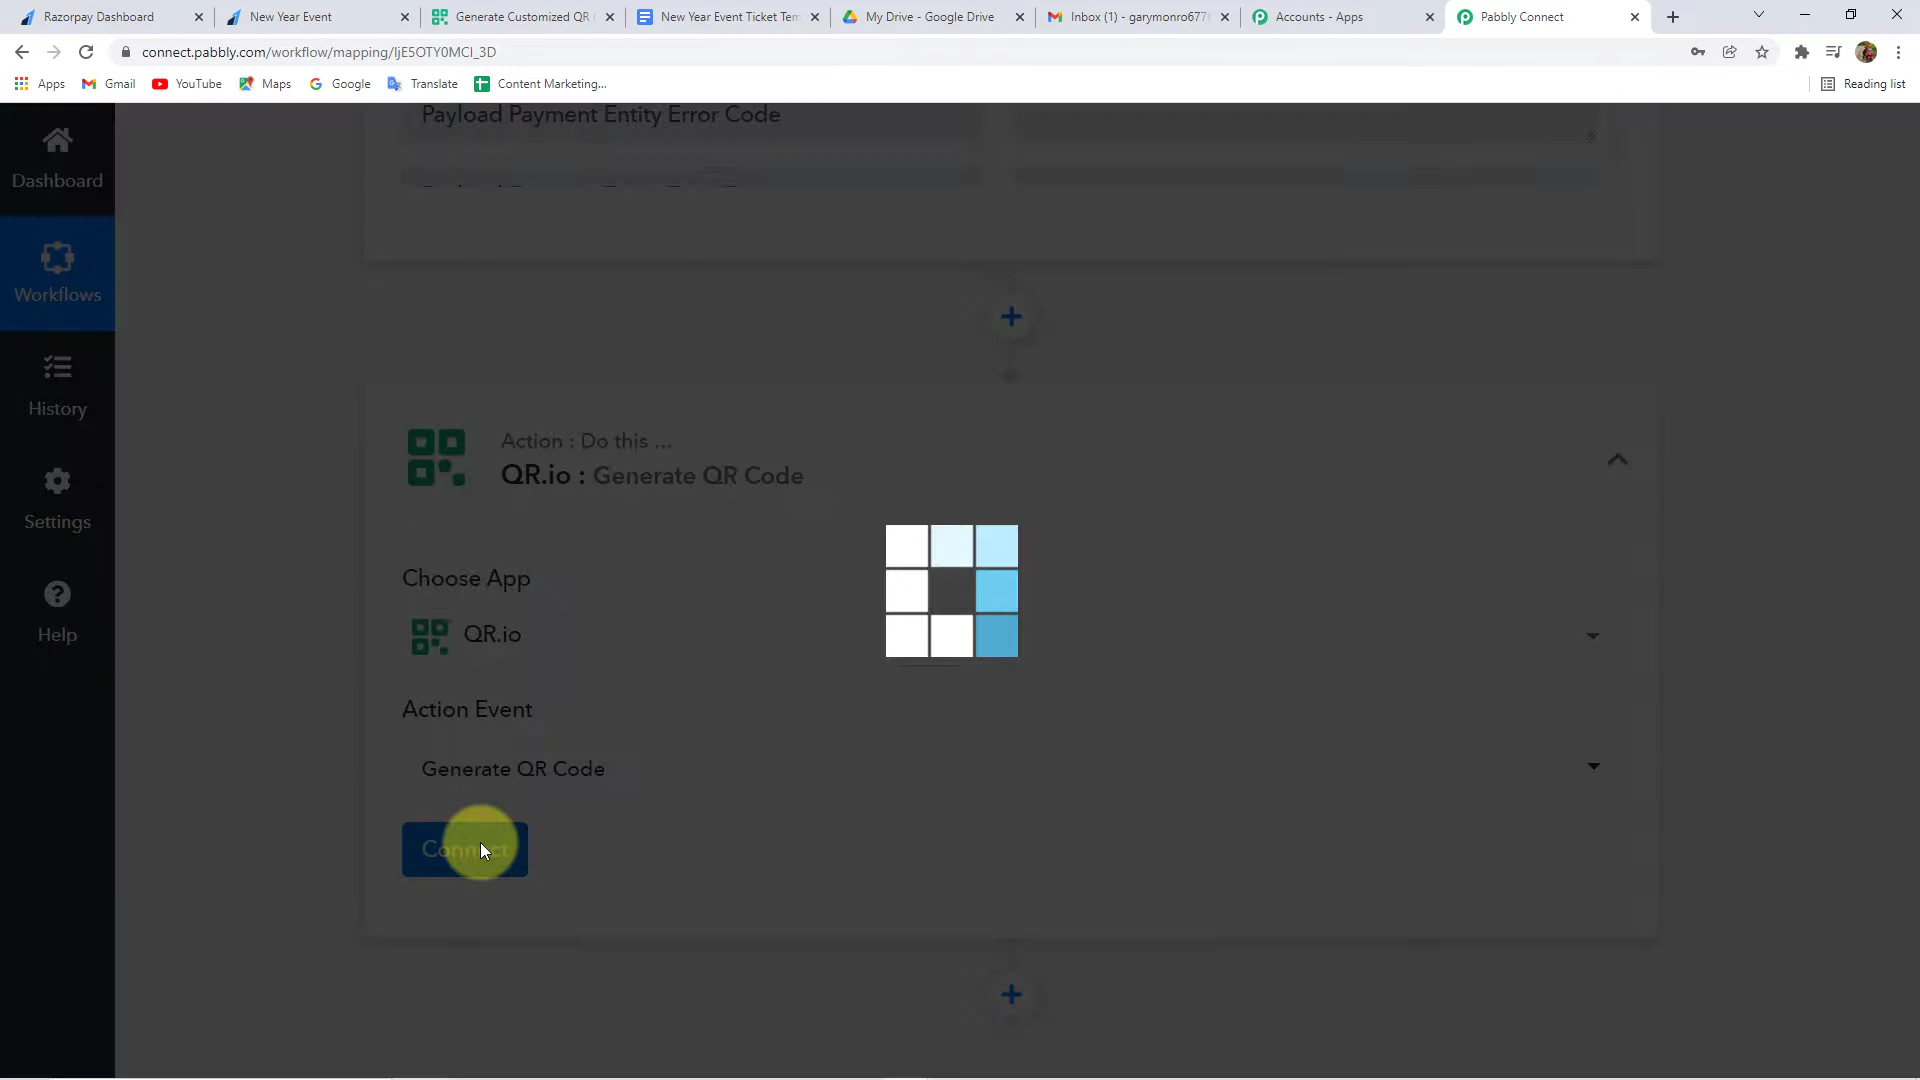 Razorpay Dashboard
New Year Event
Generate Customized QR
New Year Event Ticket Tem
My Drive - Google Drive
Inbox (1) - garymonro677
Accounts - Apps
Pabbly Connect
connect.pabbly.com/workflow/mapping/IjE5OTY0MCI_3D
Apps
Gmail
YouTube
Maps
Google
Translate
Content Marketing...
Reading list
Payload Payment Entity Error Code
Dashboard
Workflows
History
Settings
Help
Action : Do this ...
QR.io : Generate QR Code
Choose App
QR.io
Action Event
Generate QR Code
Connect